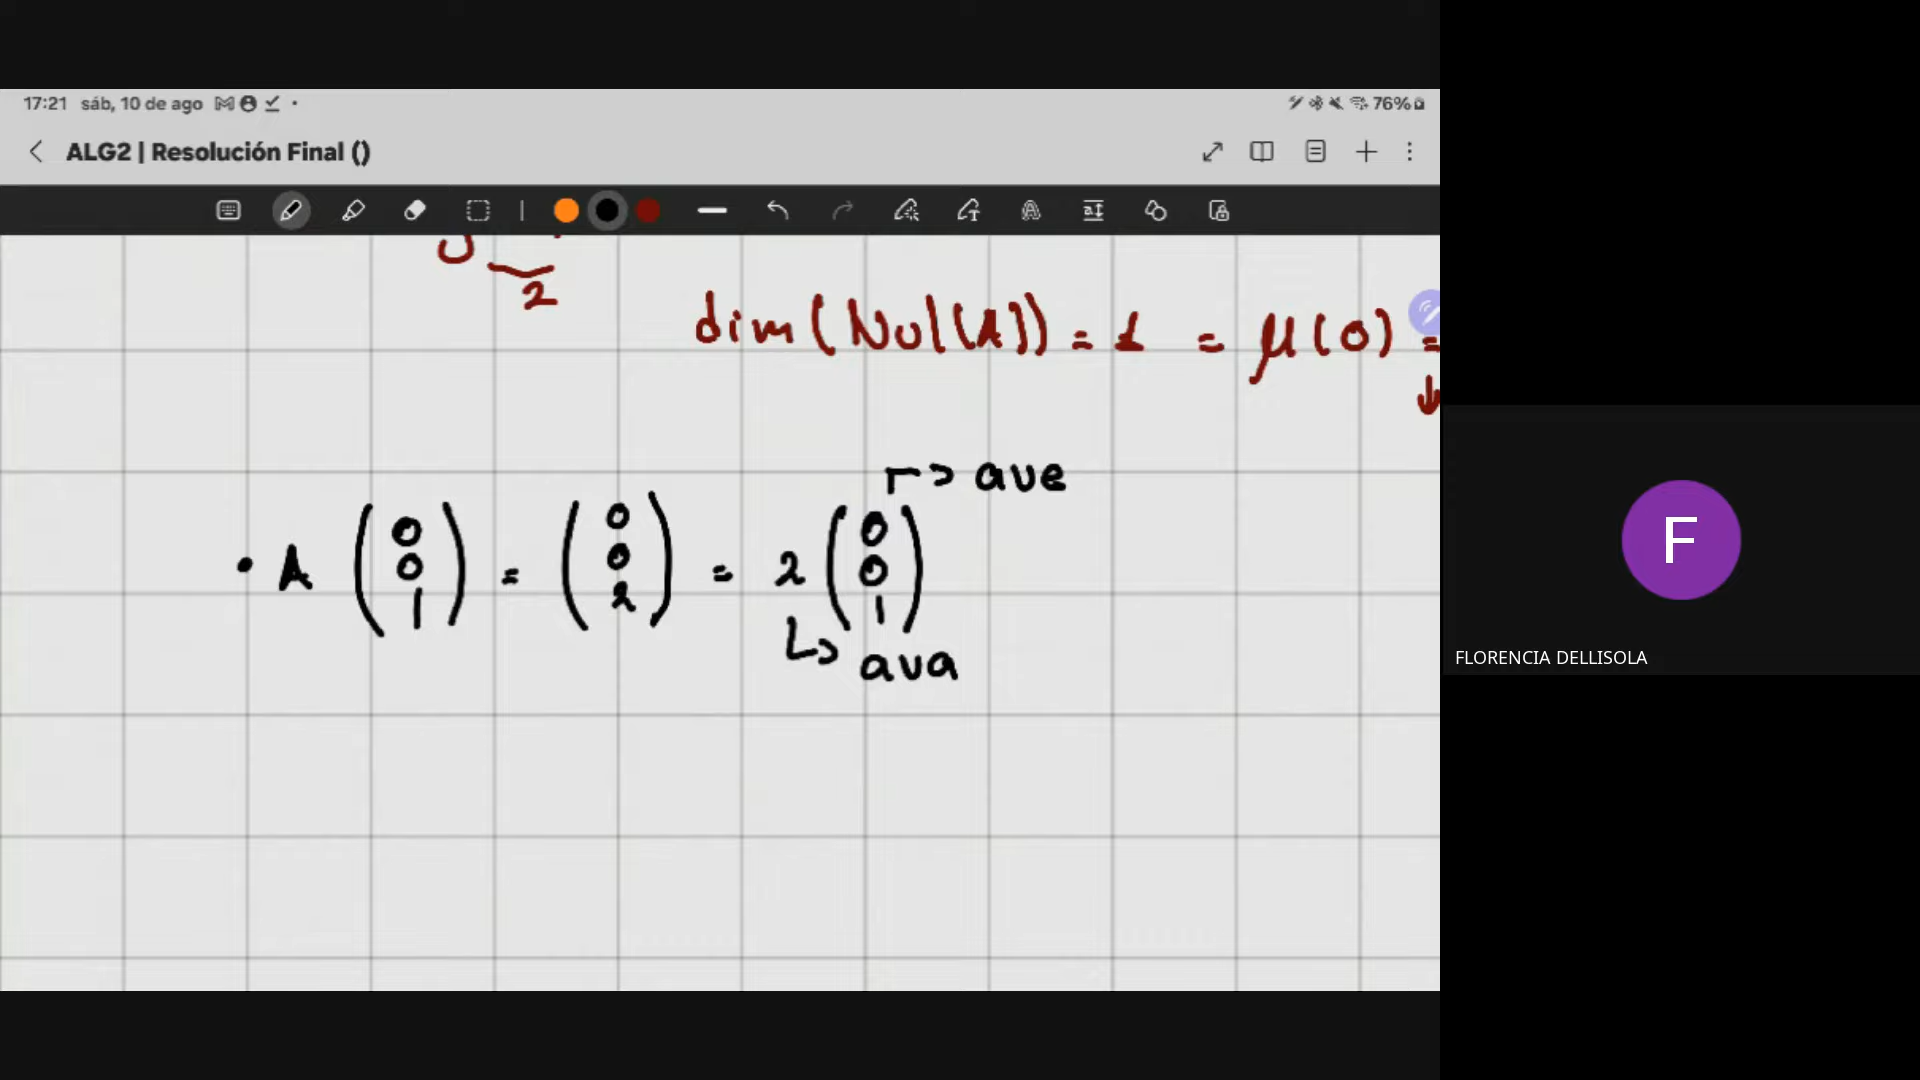 17:21 sáb, 10 de ago
76%
ALG2 | Resolución Final ()
2
dim(Nul(A)) = 1 = μ(0) =
↓
→ ave
• A (0 0 1) = (0 0 2) = 2 (0 0 1)
↳ ava
F
FLORENCIA DELLISOLA